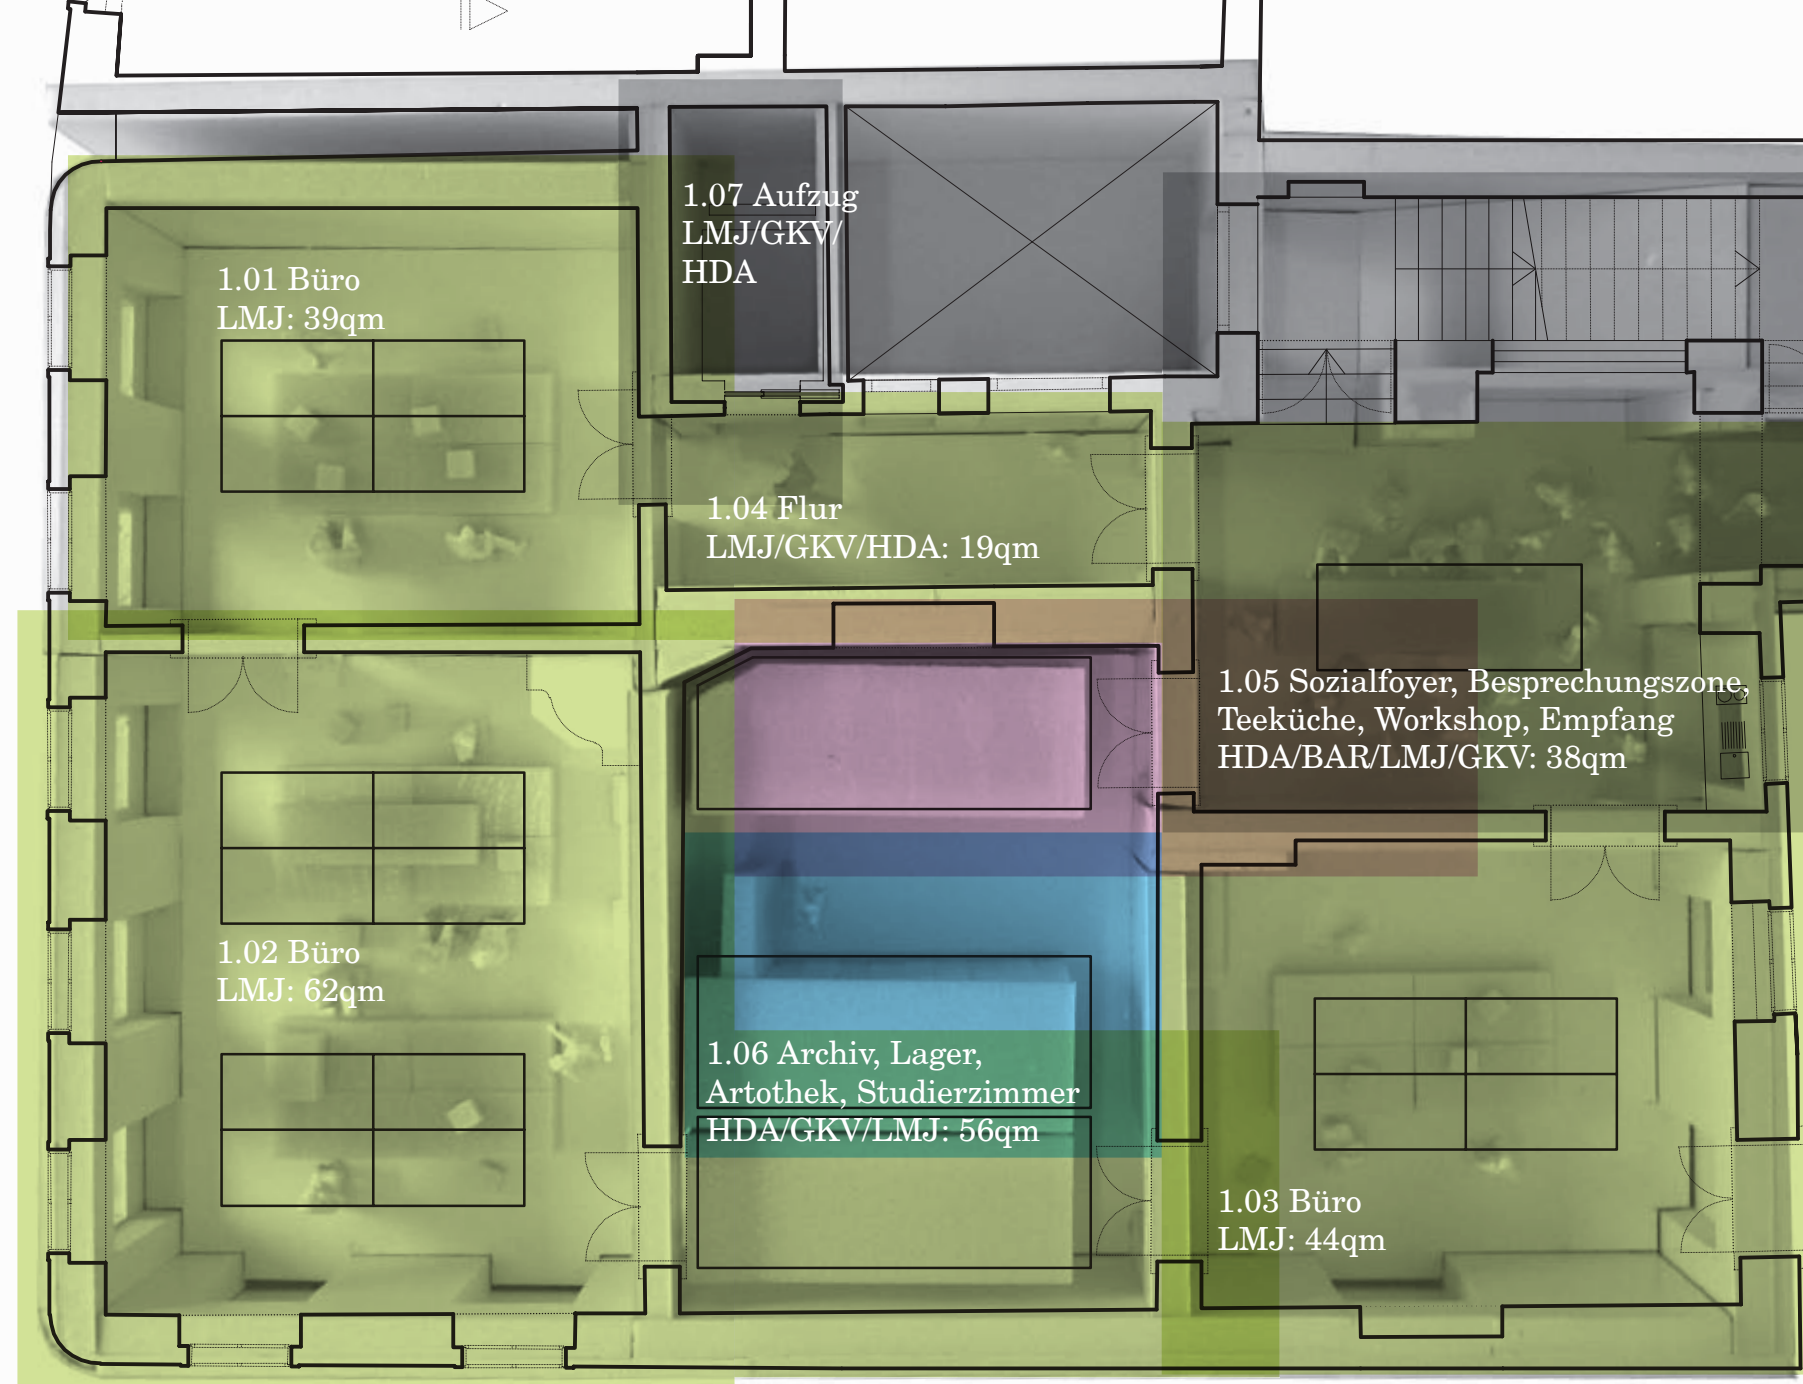 1.07 Aufzug
LMJ/GKV/
HDA
1.01 Büro
LMJ: 39qm
1.04 Flur
LMJ/GKV/HDA: 19qm
1.05 Sozialfoyer, Besprechungszone,
Teeküche, Workshop, Empfang
HDA/BAR/LMJ/GKV: 38qm
1.02 Büro
LMJ: 62qm
1.06 Archiv, Lager,
Artothek, Studierzimmer
HDA/GKV/LMJ: 56qm
1.03 Büro
LMJ: 44qm